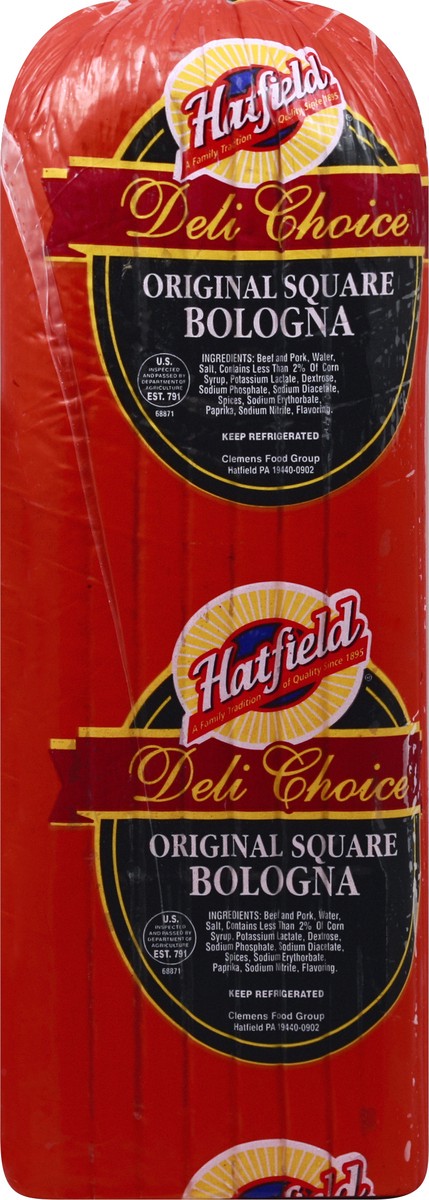 Hatfield
A Family Tradition Quality Since 1895
Deli Choice
ORIGINAL SQUARE
BOLOGNA
U.S.
INSPECTED
AND PASSED BY
DEPARTMENT OF
AGRICULTURE
EST. 791
68871
INGREDIENTS: Beef and Pork, Water,
Salt, Contains Less Than 2% Of Corn
Syrup, Potassium Lactate, Dextrose,
Sodium Phosphate, Sodium Diacetate,
Spices, Sodium Erythorbate,
Paprika, Sodium Nitrile, Flavoring.
KEEP REFRIGERATED
Clemens Food Group
Hatfield PA 19440-0902
Hatfield
A Family Tradition of Quality Since 1895
®
Deli Choice
ORIGINAL SQUARE
BOLOGNA
U.S.
INSPECTED
AND PASSED BY
DEPARTMENT OF
AGRICULTURE
EST. 791
68871
INGREDIENTS: Beef and Pork, Water,
Salt, Contains Less Than 2% Of Corn
Syrup, Potassium Lactate, Dextrose,
Sodium Phosphate, Sodium Diacetate,
Spices, Sodium Erythorbate,
Paprika, Sodium Nitrile, Flavoring.
KEEP REFRIGERATED
Clemens Food Group
Hatfield PA 19440-0902
Hatfield